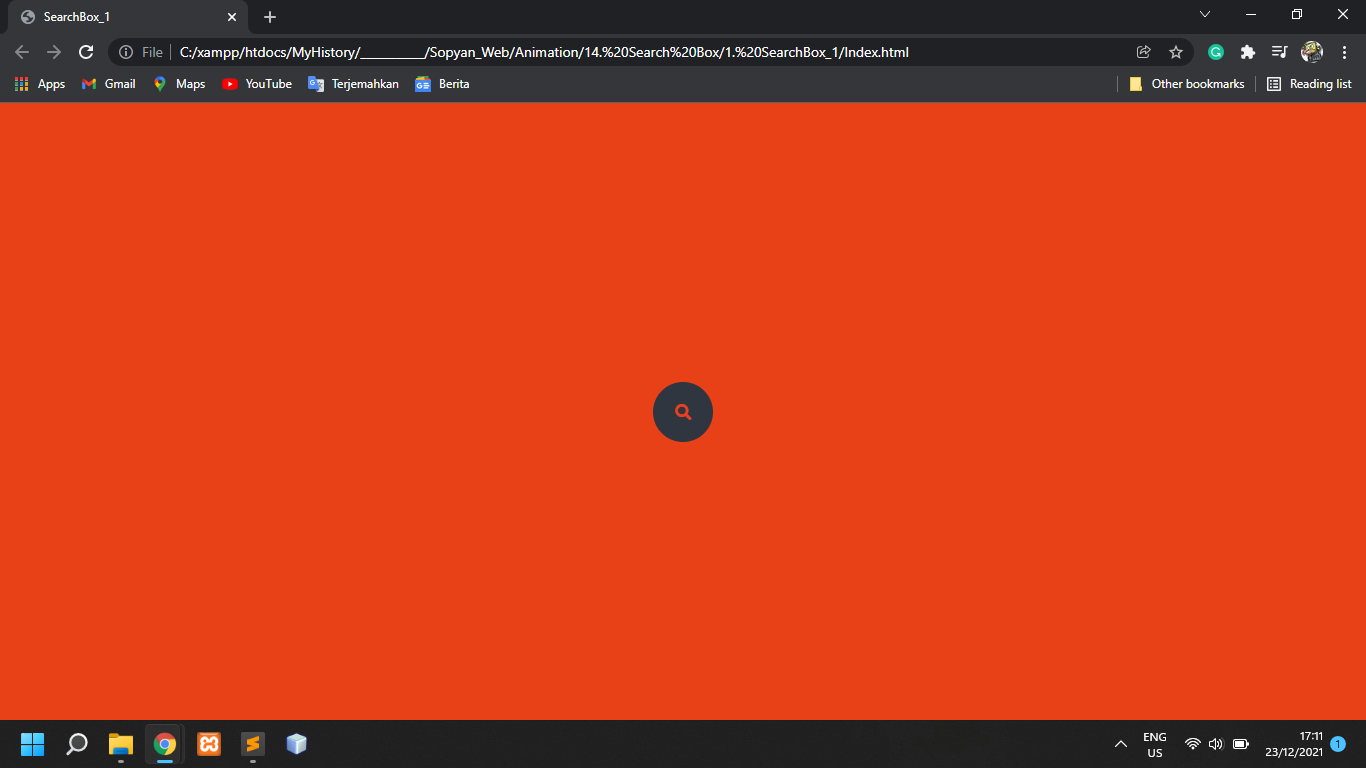 SearchBox_1
File
C:/xampp/htdocs/MyHistory/__________/Sopyan_Web/Animation/14.%20Search%20Box/1.%20SearchBox_1/Index.html
G
Apps
Gmail
Maps
YouTube
Terjemahkan
Berita
Other bookmarks
Reading list
ENG
US
17:11
23/12/2021
1